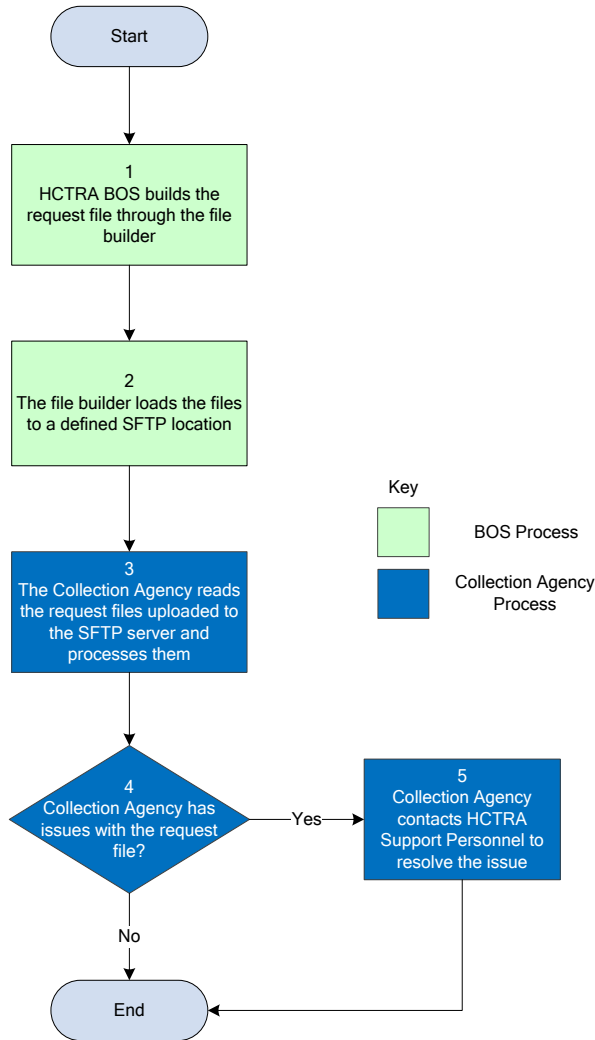 Start
1
HCTRA BOS builds the
request file through the file
builder
2
The file builder loads the files
to a defined SFTP location
Key
BOS Process
Collection Agency
Process
3
The Collection Agency reads
the request files uploaded to
the SFTP server and
processes them
4
Collection Agency has
issues with the request
file?
Yes
5
Collection Agency
contacts HCTRA
Support Personnel to
resolve the issue
No
End